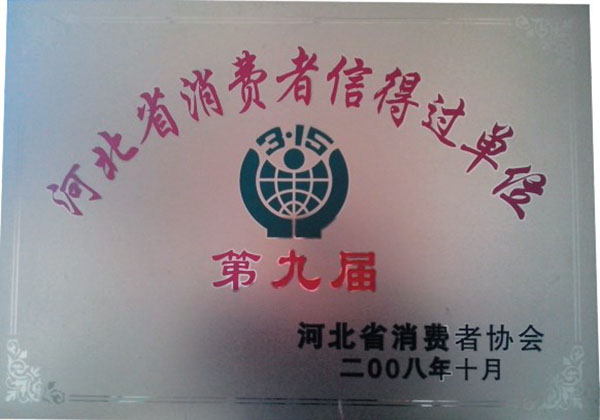 河北省消费者信得过单位
3·15
第九届
河北省消费者协会
二00八年十月